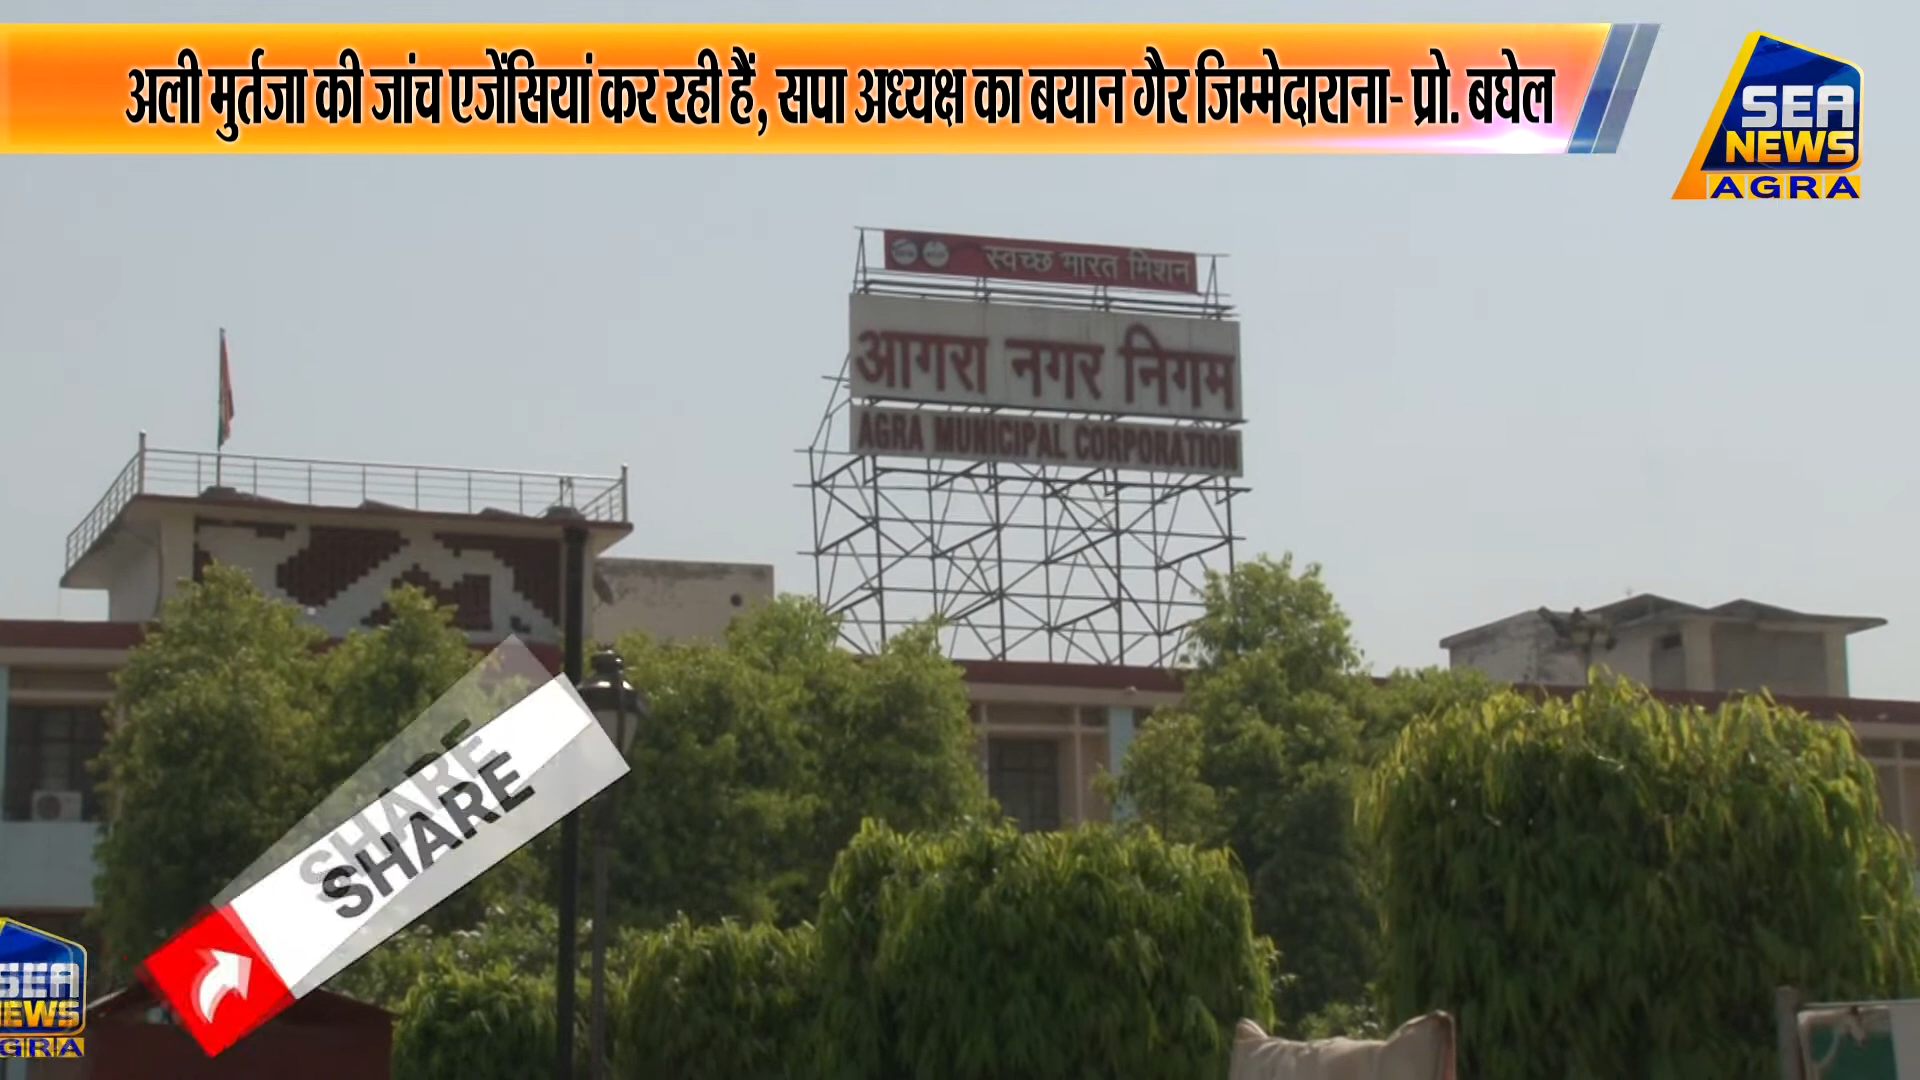 अली मुर्तजा की जांच एजेंसियां कर रही हैं, सपा अध्यक्ष का बयान गैर जिम्मेदाराना- प्रो. बघेल
SEA
NEWS
AGRA
स्वच्छ भारत मिशन
आगरा नगर निगम
AGRA MUNICIPAL CORPORATION
SHARE
SHARE
SEA
NEWS
AGRA